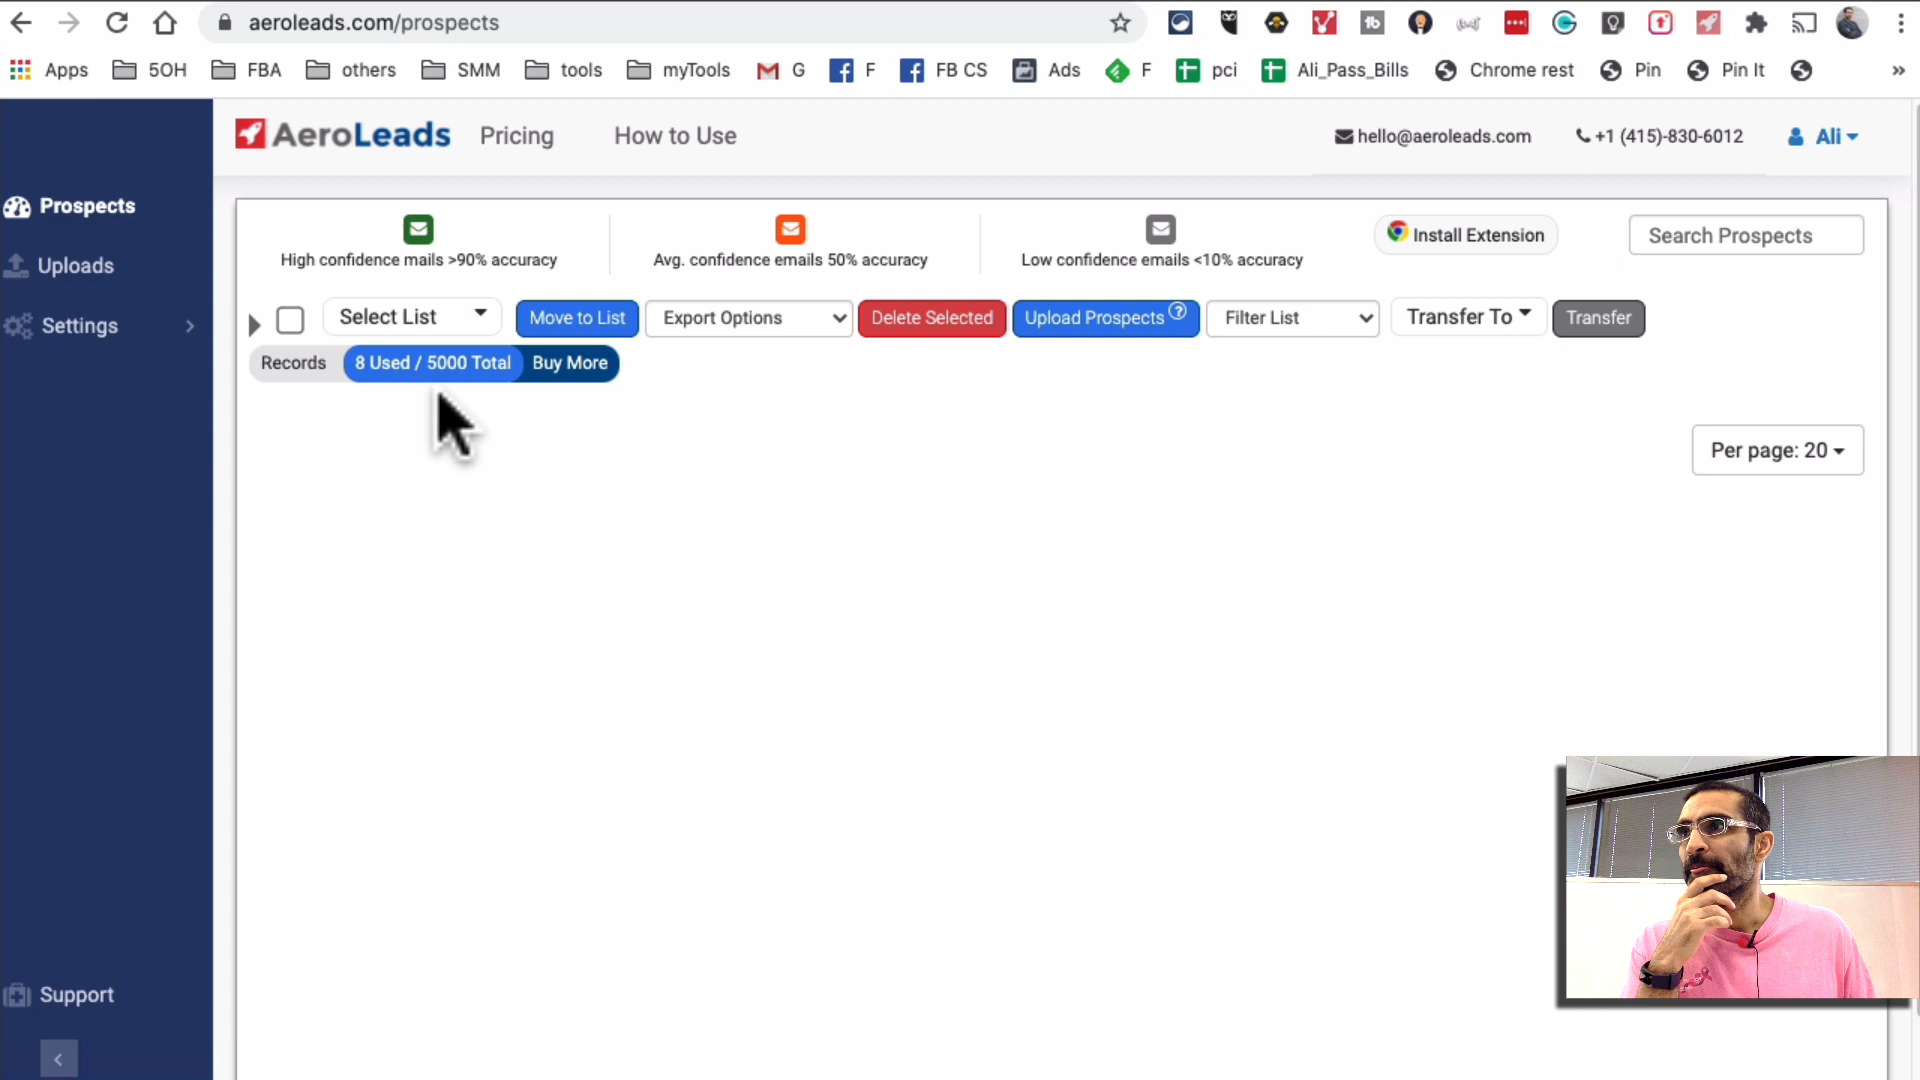 aeroleads.com/prospects
Apps 5OH FBA others SMM tools myTools G F FB CS Ads F pci Ali_Pass_Bills Chrome rest Pin Pin It »
AeroLeads Pricing How to Use hello@aeroleads.com +1 (415)-830-6012 Ali
Prospects
Uploads
Settings
Support
High confidence mails >90% accuracy
Avg. confidence emails 50% accuracy
Low confidence emails <10% accuracy
Install Extension
Search Prospects
Select List Move to List Export Options Delete Selected Upload Prospects ? Filter List Transfer To Transfer
Records 8 Used / 5000 Total Buy More
Per page: 20